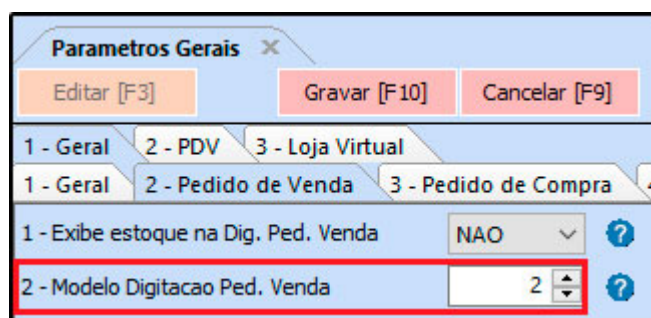 Parametros Gerais
Editar [F3] Gravar [F10] Cancelar [F9]
1 - Geral 2 - PDV 3 - Loja Virtual
1 - Geral 2 - Pedido de Venda 3 - Pedido de Compra
1 - Exibe estoque na Dig. Ped. Venda NAO
2 - Modelo Digitacao Ped. Venda 2